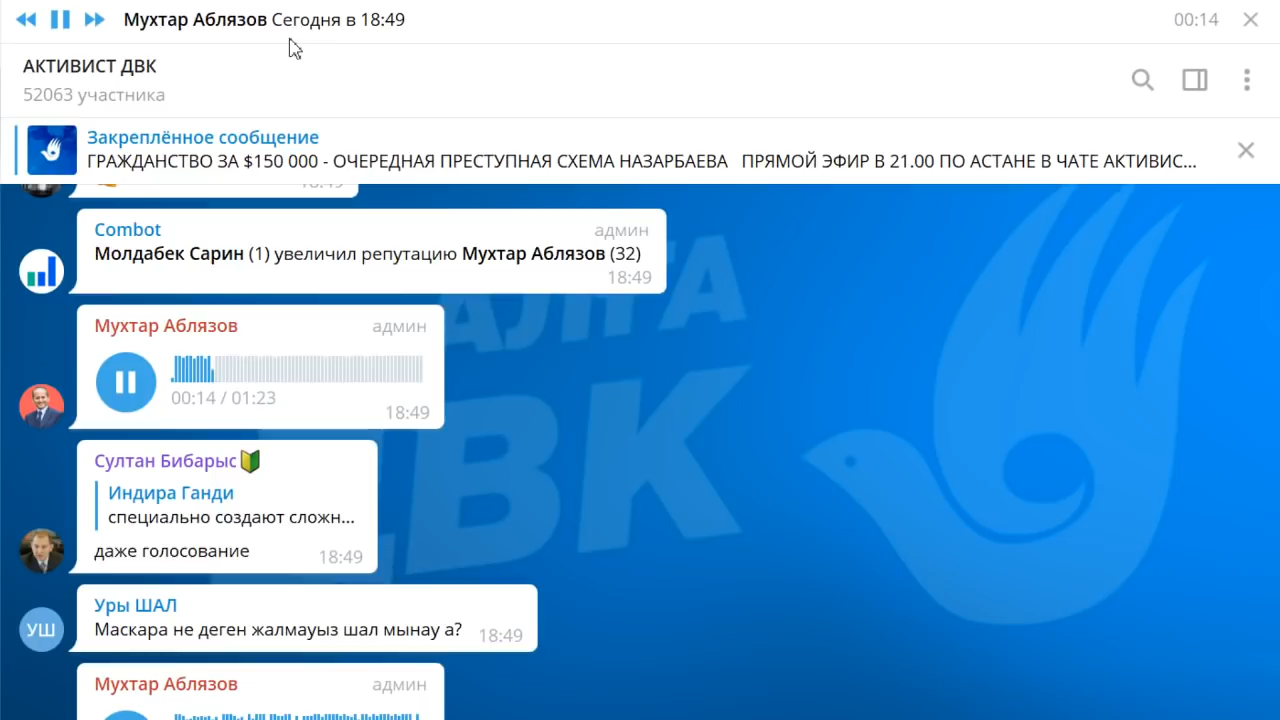 Мухтар Аблязов Сегодня в 18:49
00:14
АКТИВИСТ ДВК
52063 участника
Закреплённое сообщение
ГРАЖДАНСТВО ЗА $150 000 - ОЧЕРЕДНАЯ ПРЕСТУПНАЯ СХЕМА НАЗАРБАЕВА ПРЯМОЙ ЭФИР В 21.00 ПО АСТАНЕ В ЧАТЕ АКТИВИС...
18:49
Combot
админ
Молдабек Сарин (1) увеличил репутацию Мухтар Аблязов (32)
18:49
Мухтар Аблязов
админ
00:14 / 01:23
18:49
Султан Бибарыс
Индира Ганди
специально создают сложн...
даже голосование
18:49
УШ
Уры ШАЛ
Маскара не деген жалмауыз шал мынау а?
18:49
Мухтар Аблязов
админ
ДВК